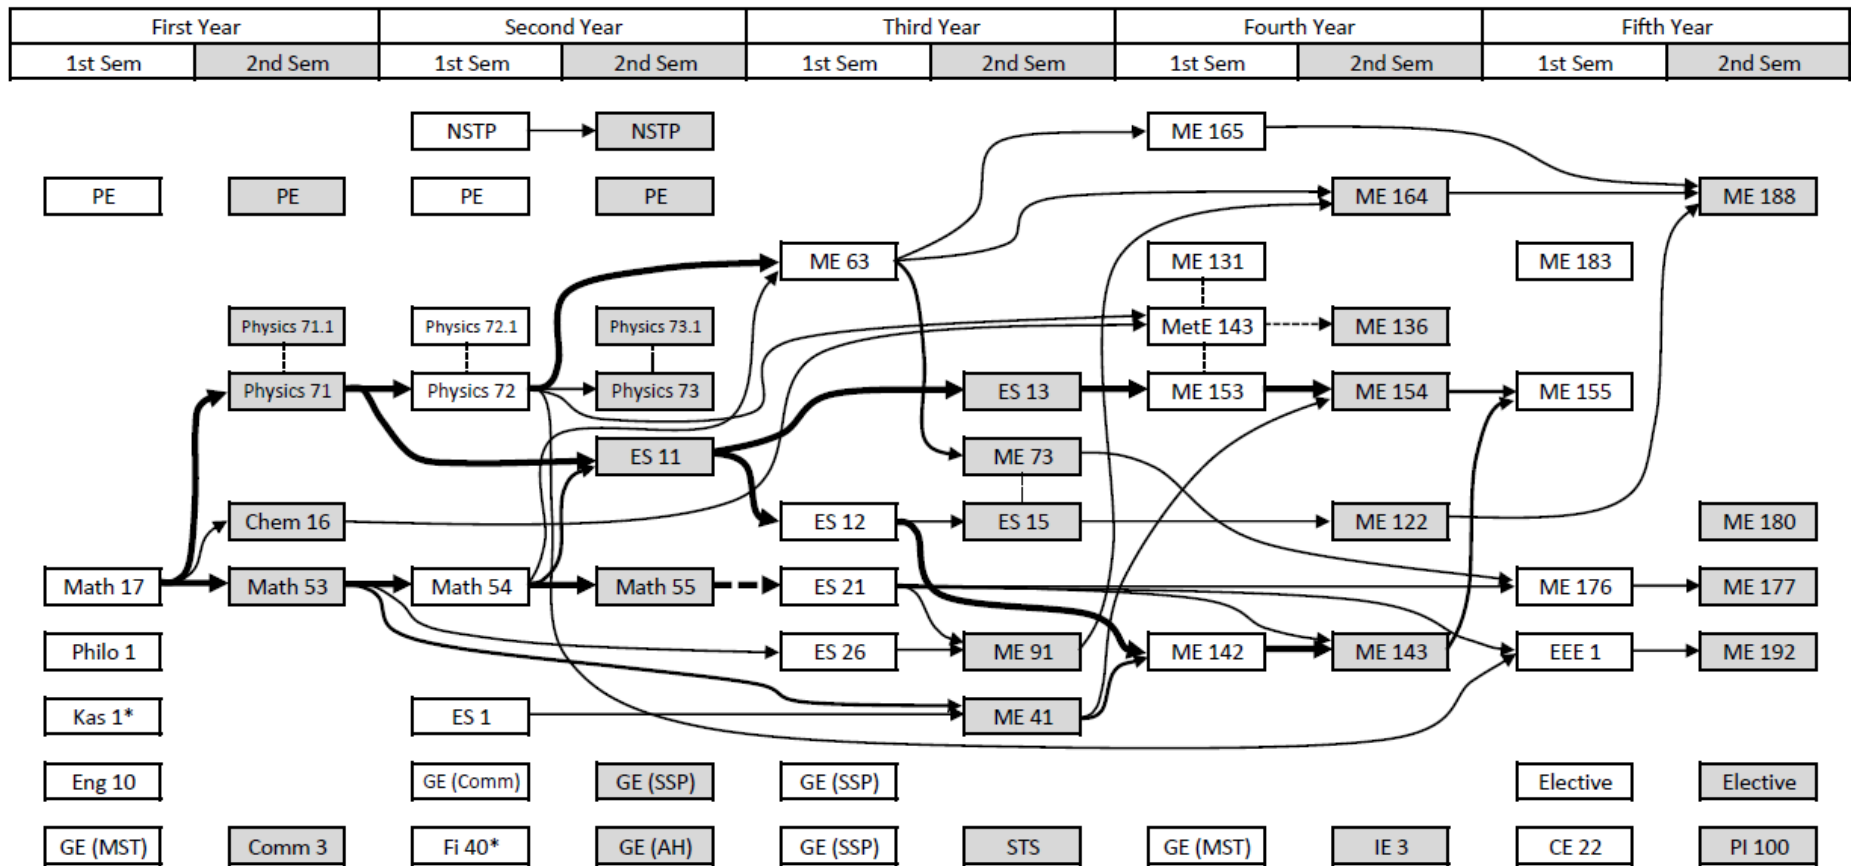 First Year Second Year Third Year Fourth Year Fifth Year
1st Sem 2nd Sem 1st Sem 2nd Sem 1st Sem 2nd Sem 1st Sem 2nd Sem 1st Sem 2nd Sem
NSTP NSTP ME 165
PE PE PE PE ME 164 ME 188
ME 63 ME 131 ME 183
Physics 71.1 Physics 72.1 Physics 73.1 MetE 143 ME 136
Physics 71 Physics 72 Physics 73 ES 13 ME 153 ME 154 ME 155
ES 11 ME 73
Chem 16 ES 12 ES 15 ME 122 ME 180
Math 17 Math 53 Math 54 Math 55 ES 21 ME 176 ME 177
Philo 1 ES 26 ME 91 ME 142 ME 143 EEE 1 ME 192
Kas 1* ES 1 ME 41
Eng 10 GE (Comm) GE (SSP) GE (SSP) Elective Elective
GE (MST) Comm 3 Fi 40* GE (AH) GE (SSP) STS GE (MST) IE 3 CE 22 PI 100